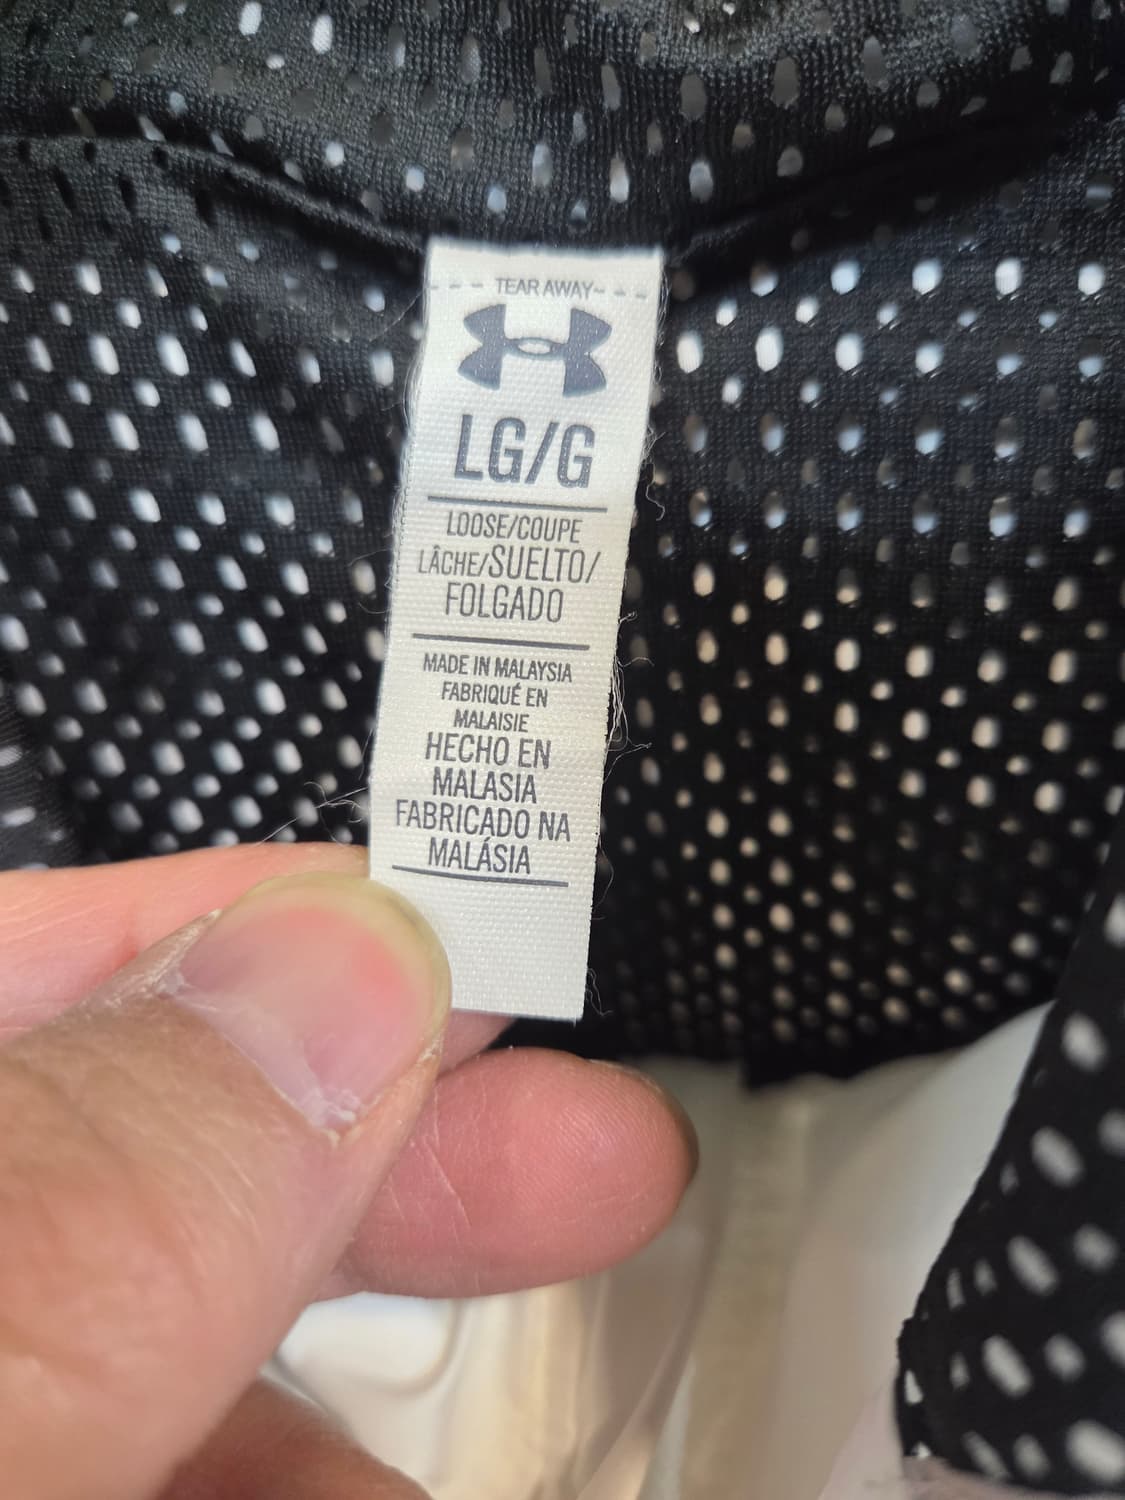 TEAR AWAY
LG/G
LOOSE/COUPE
LÂCHE/SUELTO/
FOLGADO
MADE IN MALAYSIA
FABRIQUÉ EN
MALAISIE
HECHO EN
MALASIA
FABRICADO NA
MALÁSIA